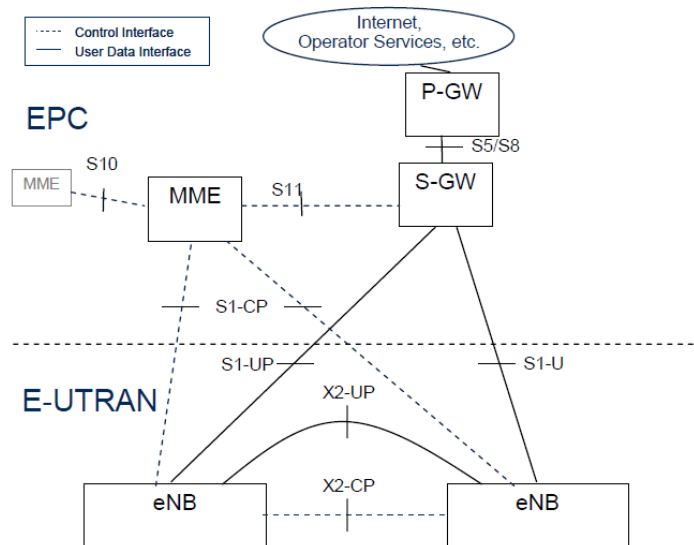 Internet,
Operator Services, etc.
Control Interface
User Data Interface
P-GW
EPC
S5/S8
S10
MME
MME
S11
S-GW
S1-CP
S1-UP
S1-U
E-UTRAN
X2-UP
X2-CP
eNB
eNB